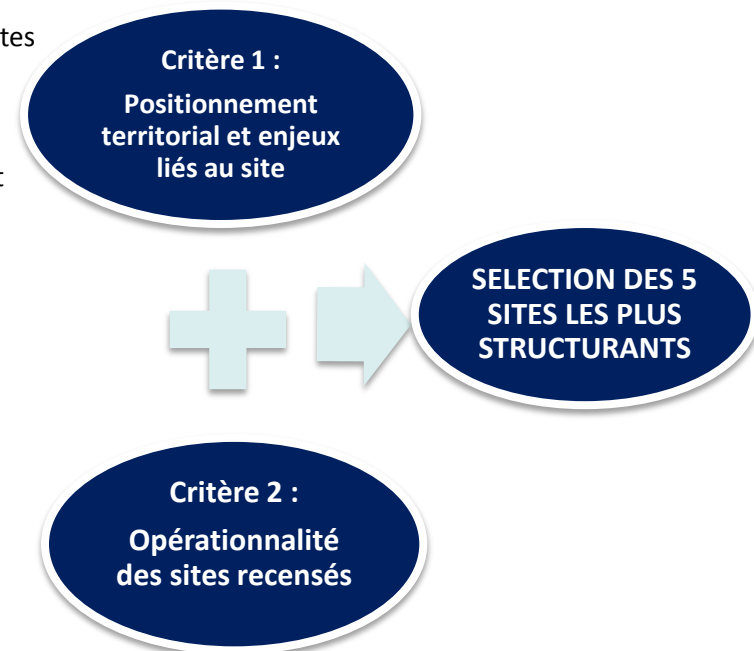 tes
Critère 1 :
Positionnement
territorial et enjeux
liés au site
t
SELECTION DES 5
SITES LES PLUS
STRUCTURANTS
Critère 2 :
Opérationnalité
des sites recensés